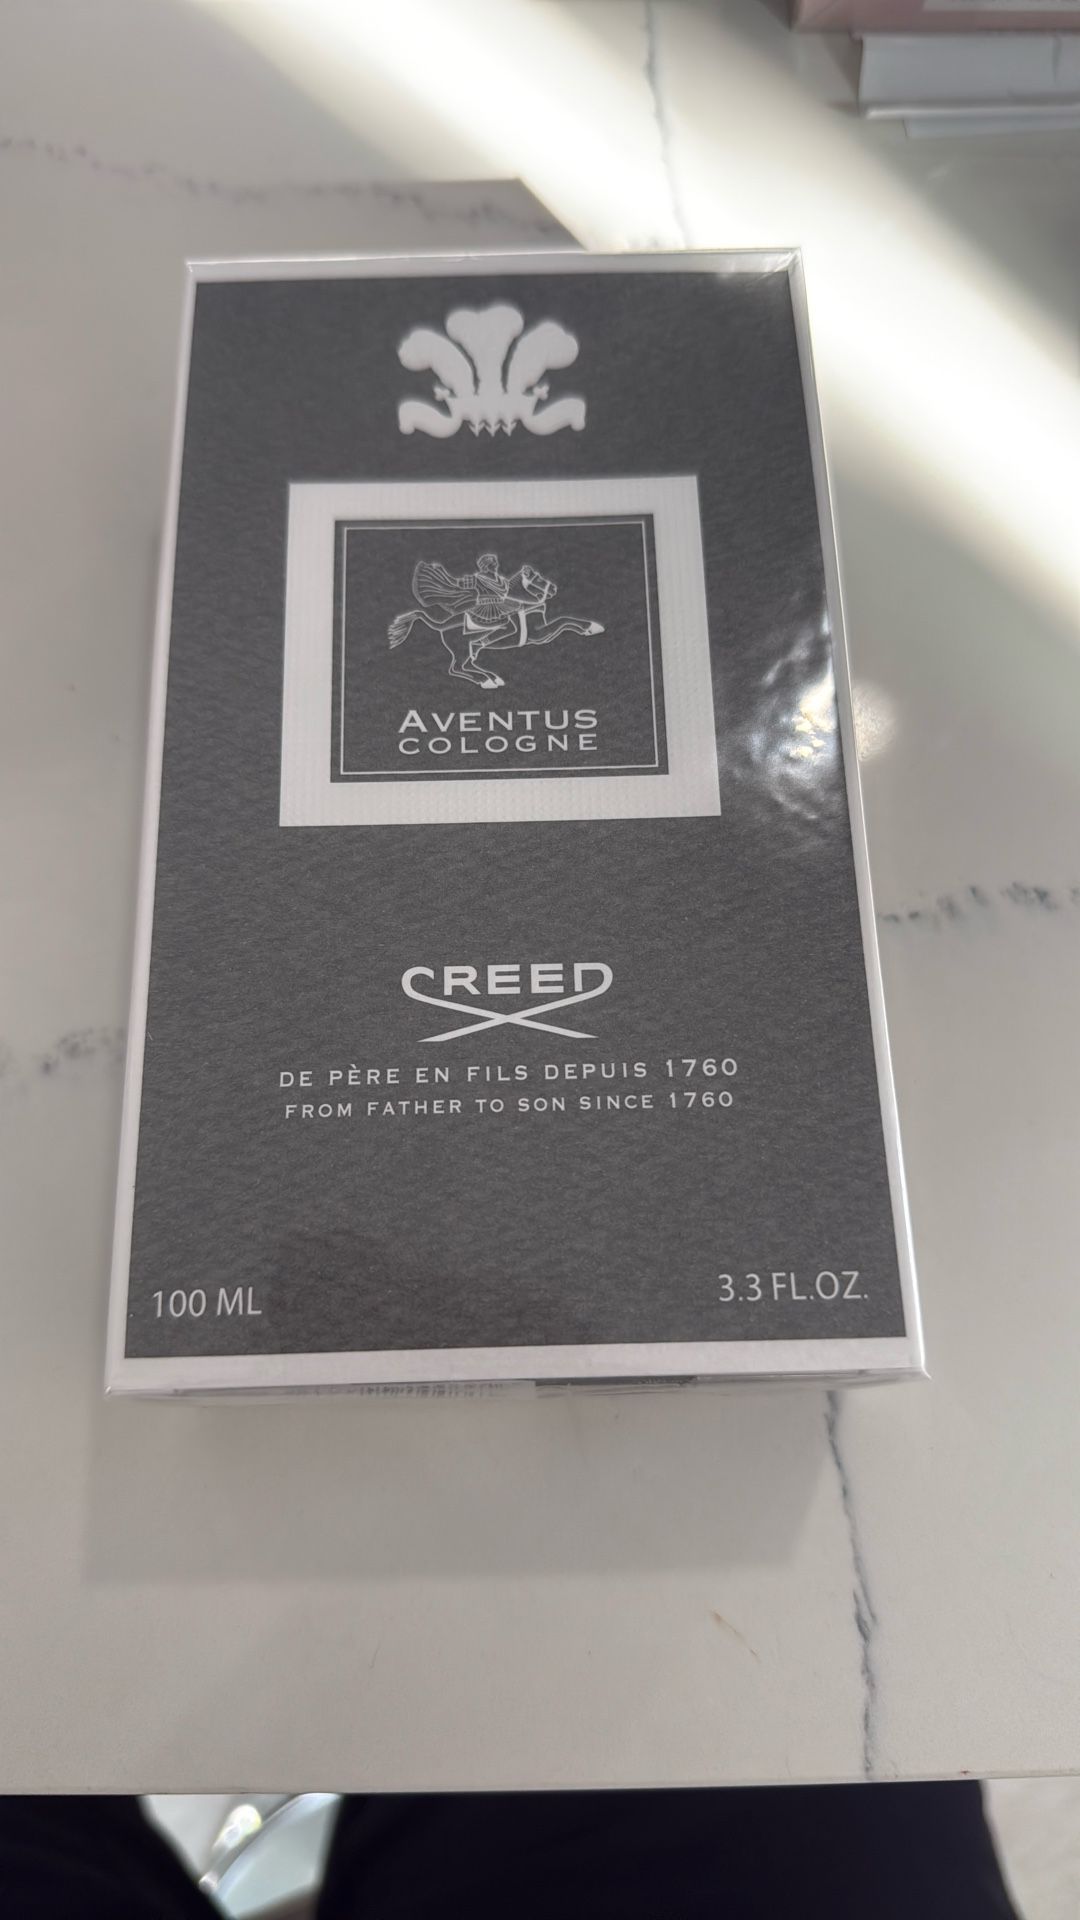 AVENTUS
COLOGNE
CREED
DE PÈRE EN FILS DEPUIS 1760
FROM FATHER TO SON SINCE 1760
100 ML
3.3 FL.OZ.